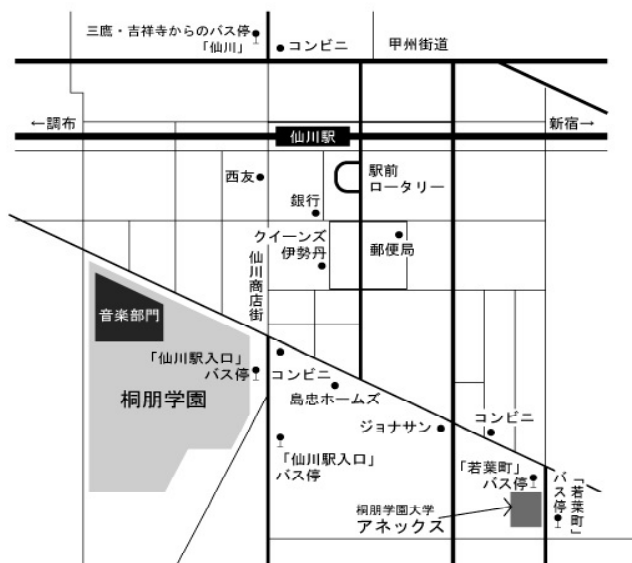 三鷹・吉祥寺からのバス停
「仙川」
コンビニ
甲州街道
←調布
仙川駅
新宿→
西友
駅前
ロータリー
銀行
クイーンズ
伊勢丹
郵便局
仙川商店街
音楽部門
「仙川駅入口」
バス停
コンビニ
桐朋学園
島忠ホームズ
ジョナサン
コンビニ
「仙川駅入口」
バス停
「若葉町」
バス停
「若葉町」
バス停
桐朋学園大学
アネックス